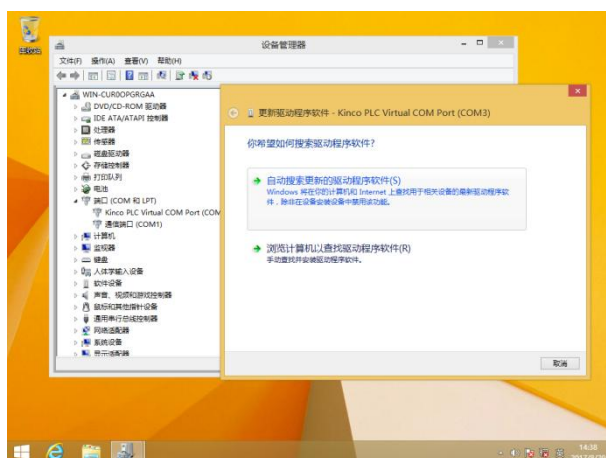 设备管理器
文件(F) 操作(A) 查看(V) 帮助(H)
WIN-CUR0OPGRGAA
DVD/CD-ROM 驱动器
IDE ATA/ATAPI 控制器
处理器
传感器
磁盘驱动器
存储控制器
打印队列
电池
端口 (COM 和 LPT)
Kinco PLC Virtual COM Port (COM
通信端口 (COM1)
计算机
监视器
键盘
人体学输入设备
软件设备
声音、视频和游戏控制器
鼠标和其他指针设备
通用串行总线控制器
网络适配器
系统设备
显示适配器
更新驱动程序软件 - Kinco PLC Virtual COM Port (COM3)
你希望如何搜索驱动程序软件?
自动搜索更新的驱动程序软件(S)
Windows 将在你的计算机和 Internet 上查找用于相关设备的最新驱动程序软
件，除非在设备安装设置中禁用该功能。
浏览计算机以查找驱动程序软件(R)
手动查找并安装驱动程序软件。
取消
14:38